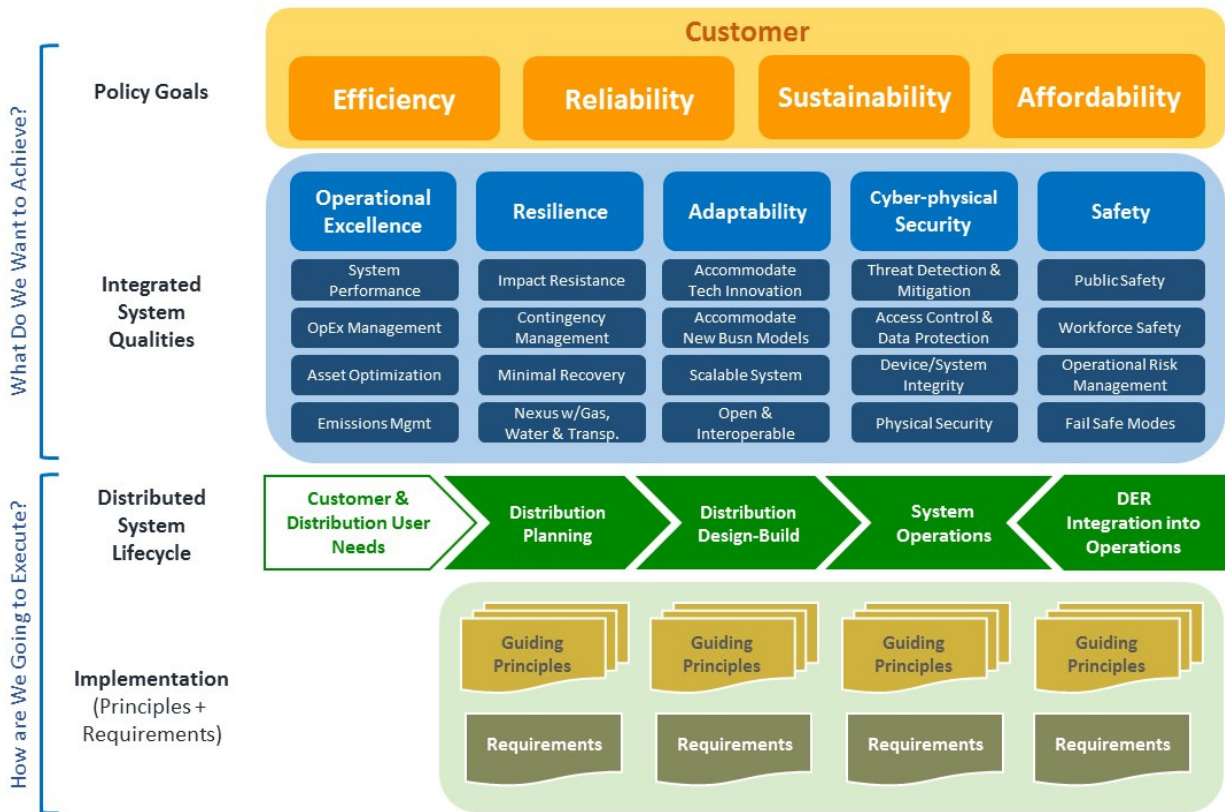 Customer
What Do We Want to Achieve?
Policy Goals
Efficiency
Reliability
Sustainability
Affordability
Integrated
System
Qualities
Operational
Excellence
System
Performance
OpEx Management
Asset Optimization
Emissions Mgmt
Resilience
Impact Resistance
Contingency
Management
Minimal Recovery
Nexus w/Gas,
Water & Transp.
Adaptability
Accommodate
Tech Innovation
Accommodate
New Busn Models
Scalable System
Open &
Interoperable
Cyber-physical
Security
Threat Detection &
Mitigation
Access Control &
Data Protection
Device/System
Integrity
Physical Security
Safety
Public Safety
Workforce Safety
Operational Risk
Management
Fail Safe Modes
How are We Going to Execute?
Distributed
System
Lifecycle
Customer &
Distribution User
Needs
Distribution
Planning
Distribution
Design-Build
System
Operations
DER
Integration into
Operations
Implementation
(Principles +
Requirements)
Guiding
Principles
Guiding
Principles
Guiding
Principles
Guiding
Principles
Requirements
Requirements
Requirements
Requirements